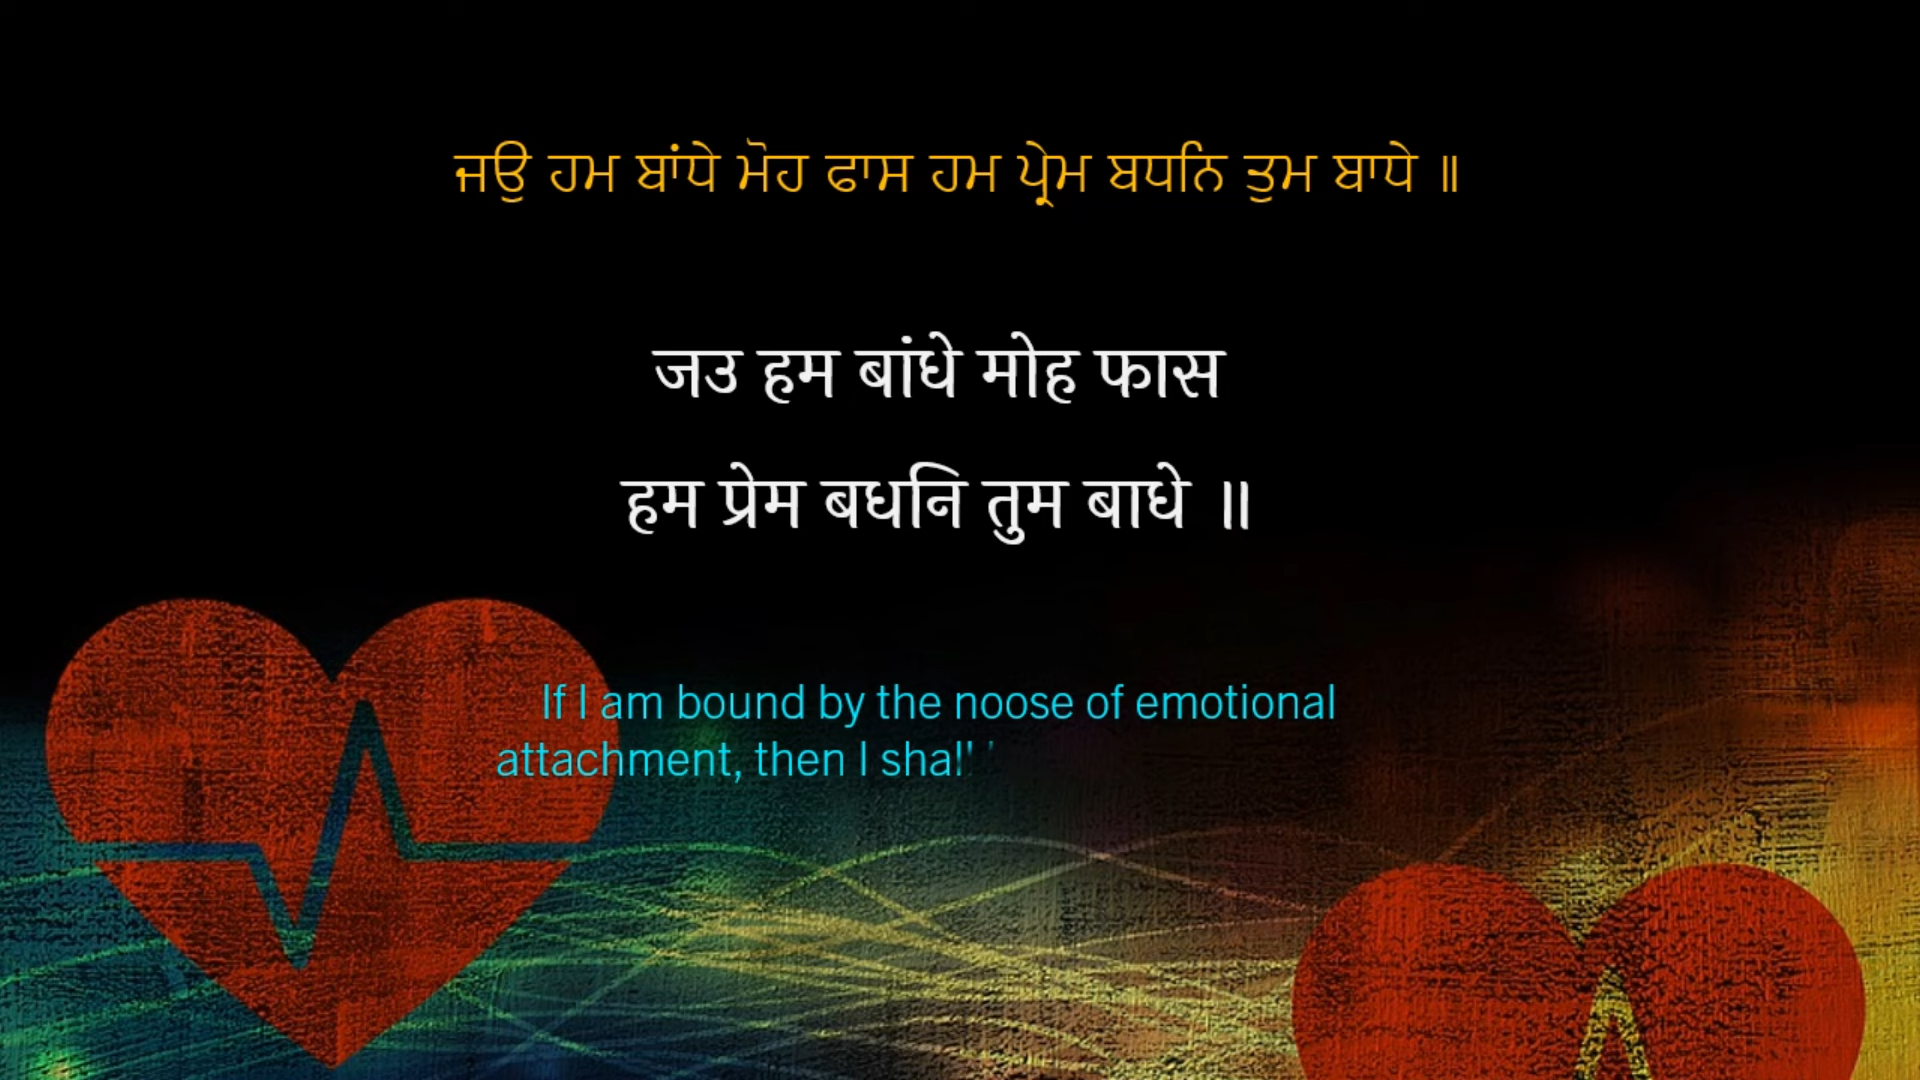 ਜਉ ਹਮ ਬਾਂਧੇ ਮੋਹ ਫਾਸ ਹਮ ਪ੍ਰੇਮ ਬਧਨਿ ਤੁਮ ਬਾਧੇ ॥
जउ हम बांधे मोह फास
हम प्रेम बधनि तुम बाधे ॥
If I am bound by the noose of emotional
attachment, then I